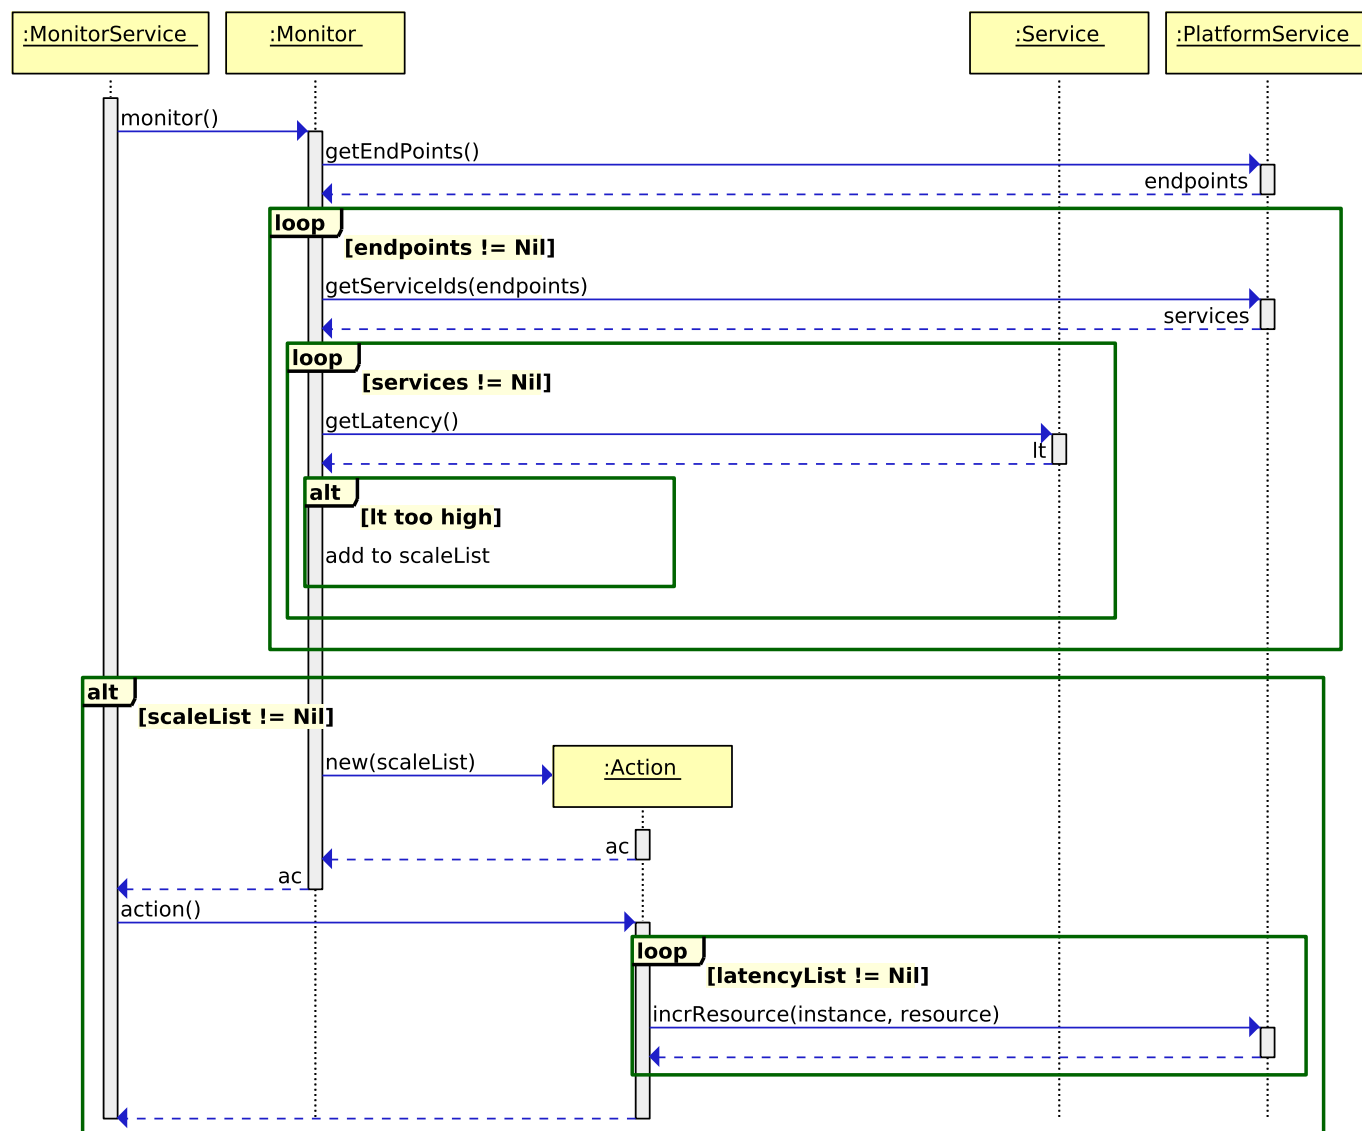 :MonitorService
:Monitor
:Service
:PlatformService
monitor()
getEndPoints()
endpoints
loop
[endpoints != Nil]
getServiceIds(endpoints)
services
loop
[services != Nil]
getLatency()
lt
alt
[lt too high]
add to scaleList
alt
[scaleList != Nil]
new(scaleList)
:Action
ac
ac
action()
loop
[latencyList != Nil]
incrResource(instance, resource)